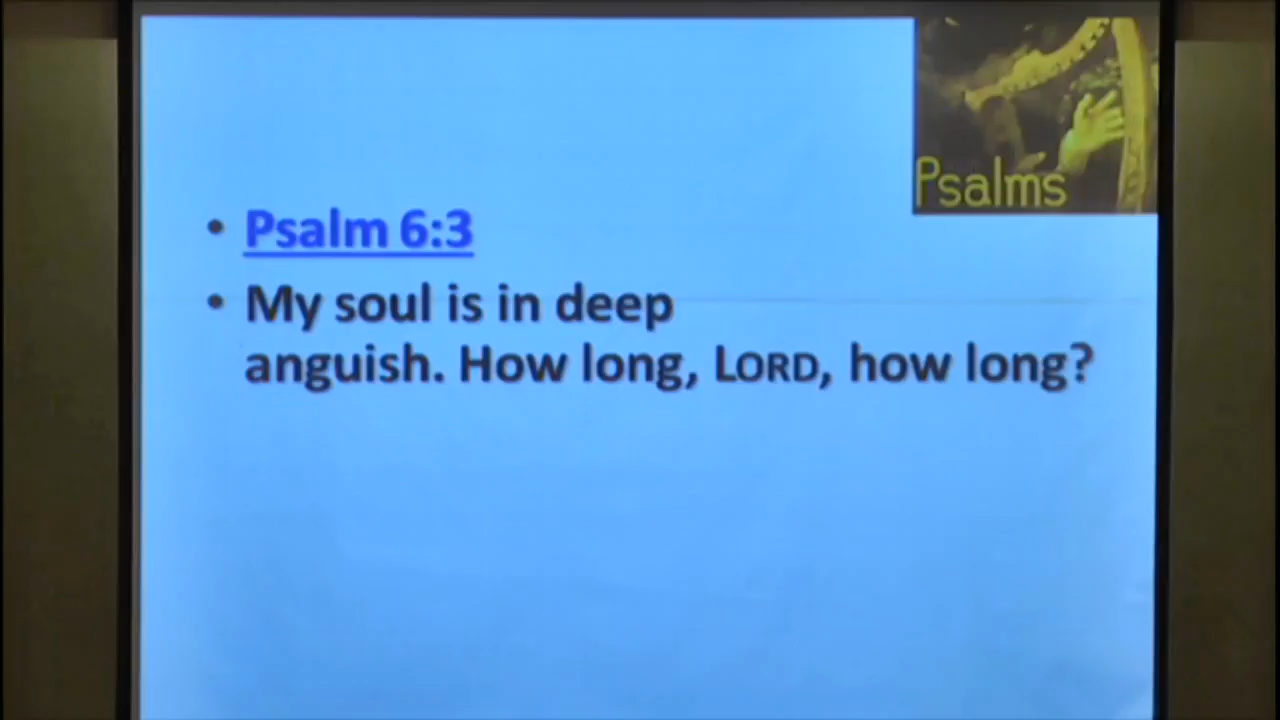 Psalms
• Psalm 6:3
• My soul is in deep
anguish. How long, LORD, how long?